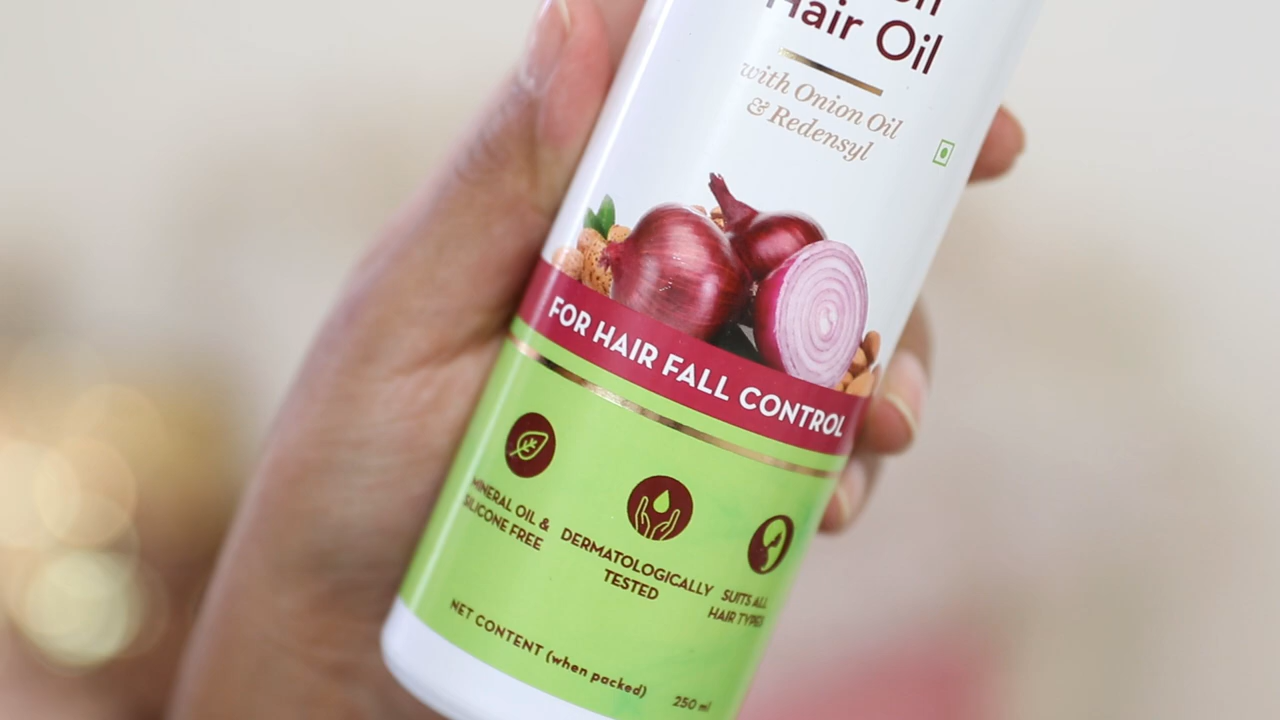 Hair Oil
with Onion Oil
& Redensyl
FOR HAIR FALL CONTROL
MINERAL OIL &
SILICONE FREE
DERMATOLOGICALLY
TESTED
SUITS ALL
HAIR TYPES
NET CONTENT (when packed)
250 ml